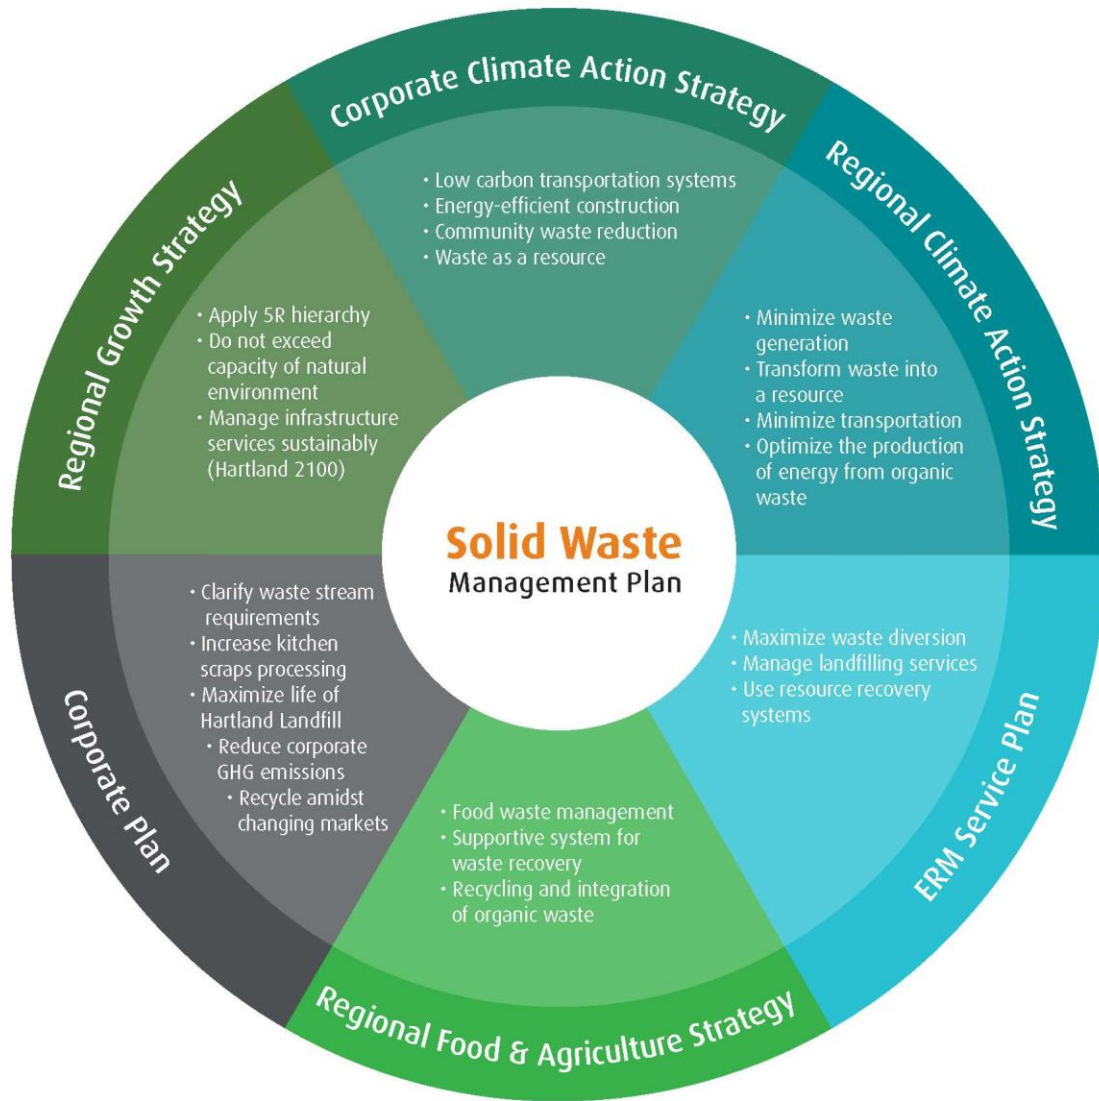 Corporate Climate Action Strategy
• Low carbon transportation systems
• Energy-efficient construction
• Community waste reduction
• Waste as a resource
Regional Climate Action Strategy
• Minimize waste
generation
• Transform waste into
a resource
• Minimize transportation
• Optimize the production
of energy from organic
waste
ERM Service Plan
• Maximize waste diversion
• Manage landfilling services
• Use resource recovery
systems
Regional Food & Agriculture Strategy
• Food waste management
• Supportive system for
waste recovery
• Recycling and integration
of organic waste
Corporate Plan
• Clarify waste stream
requirements
• Increase kitchen
scraps processing
• Maximize life of
Hartland Landfill
• Reduce corporate
GHG emissions
• Recycle amidst
changing markets
Regional Growth Strategy
• Apply 5R hierarchy
• Do not exceed
capacity of natural
environment
• Manage infrastructure
services sustainably
(Hartland 2100)
Solid Waste
Management Plan